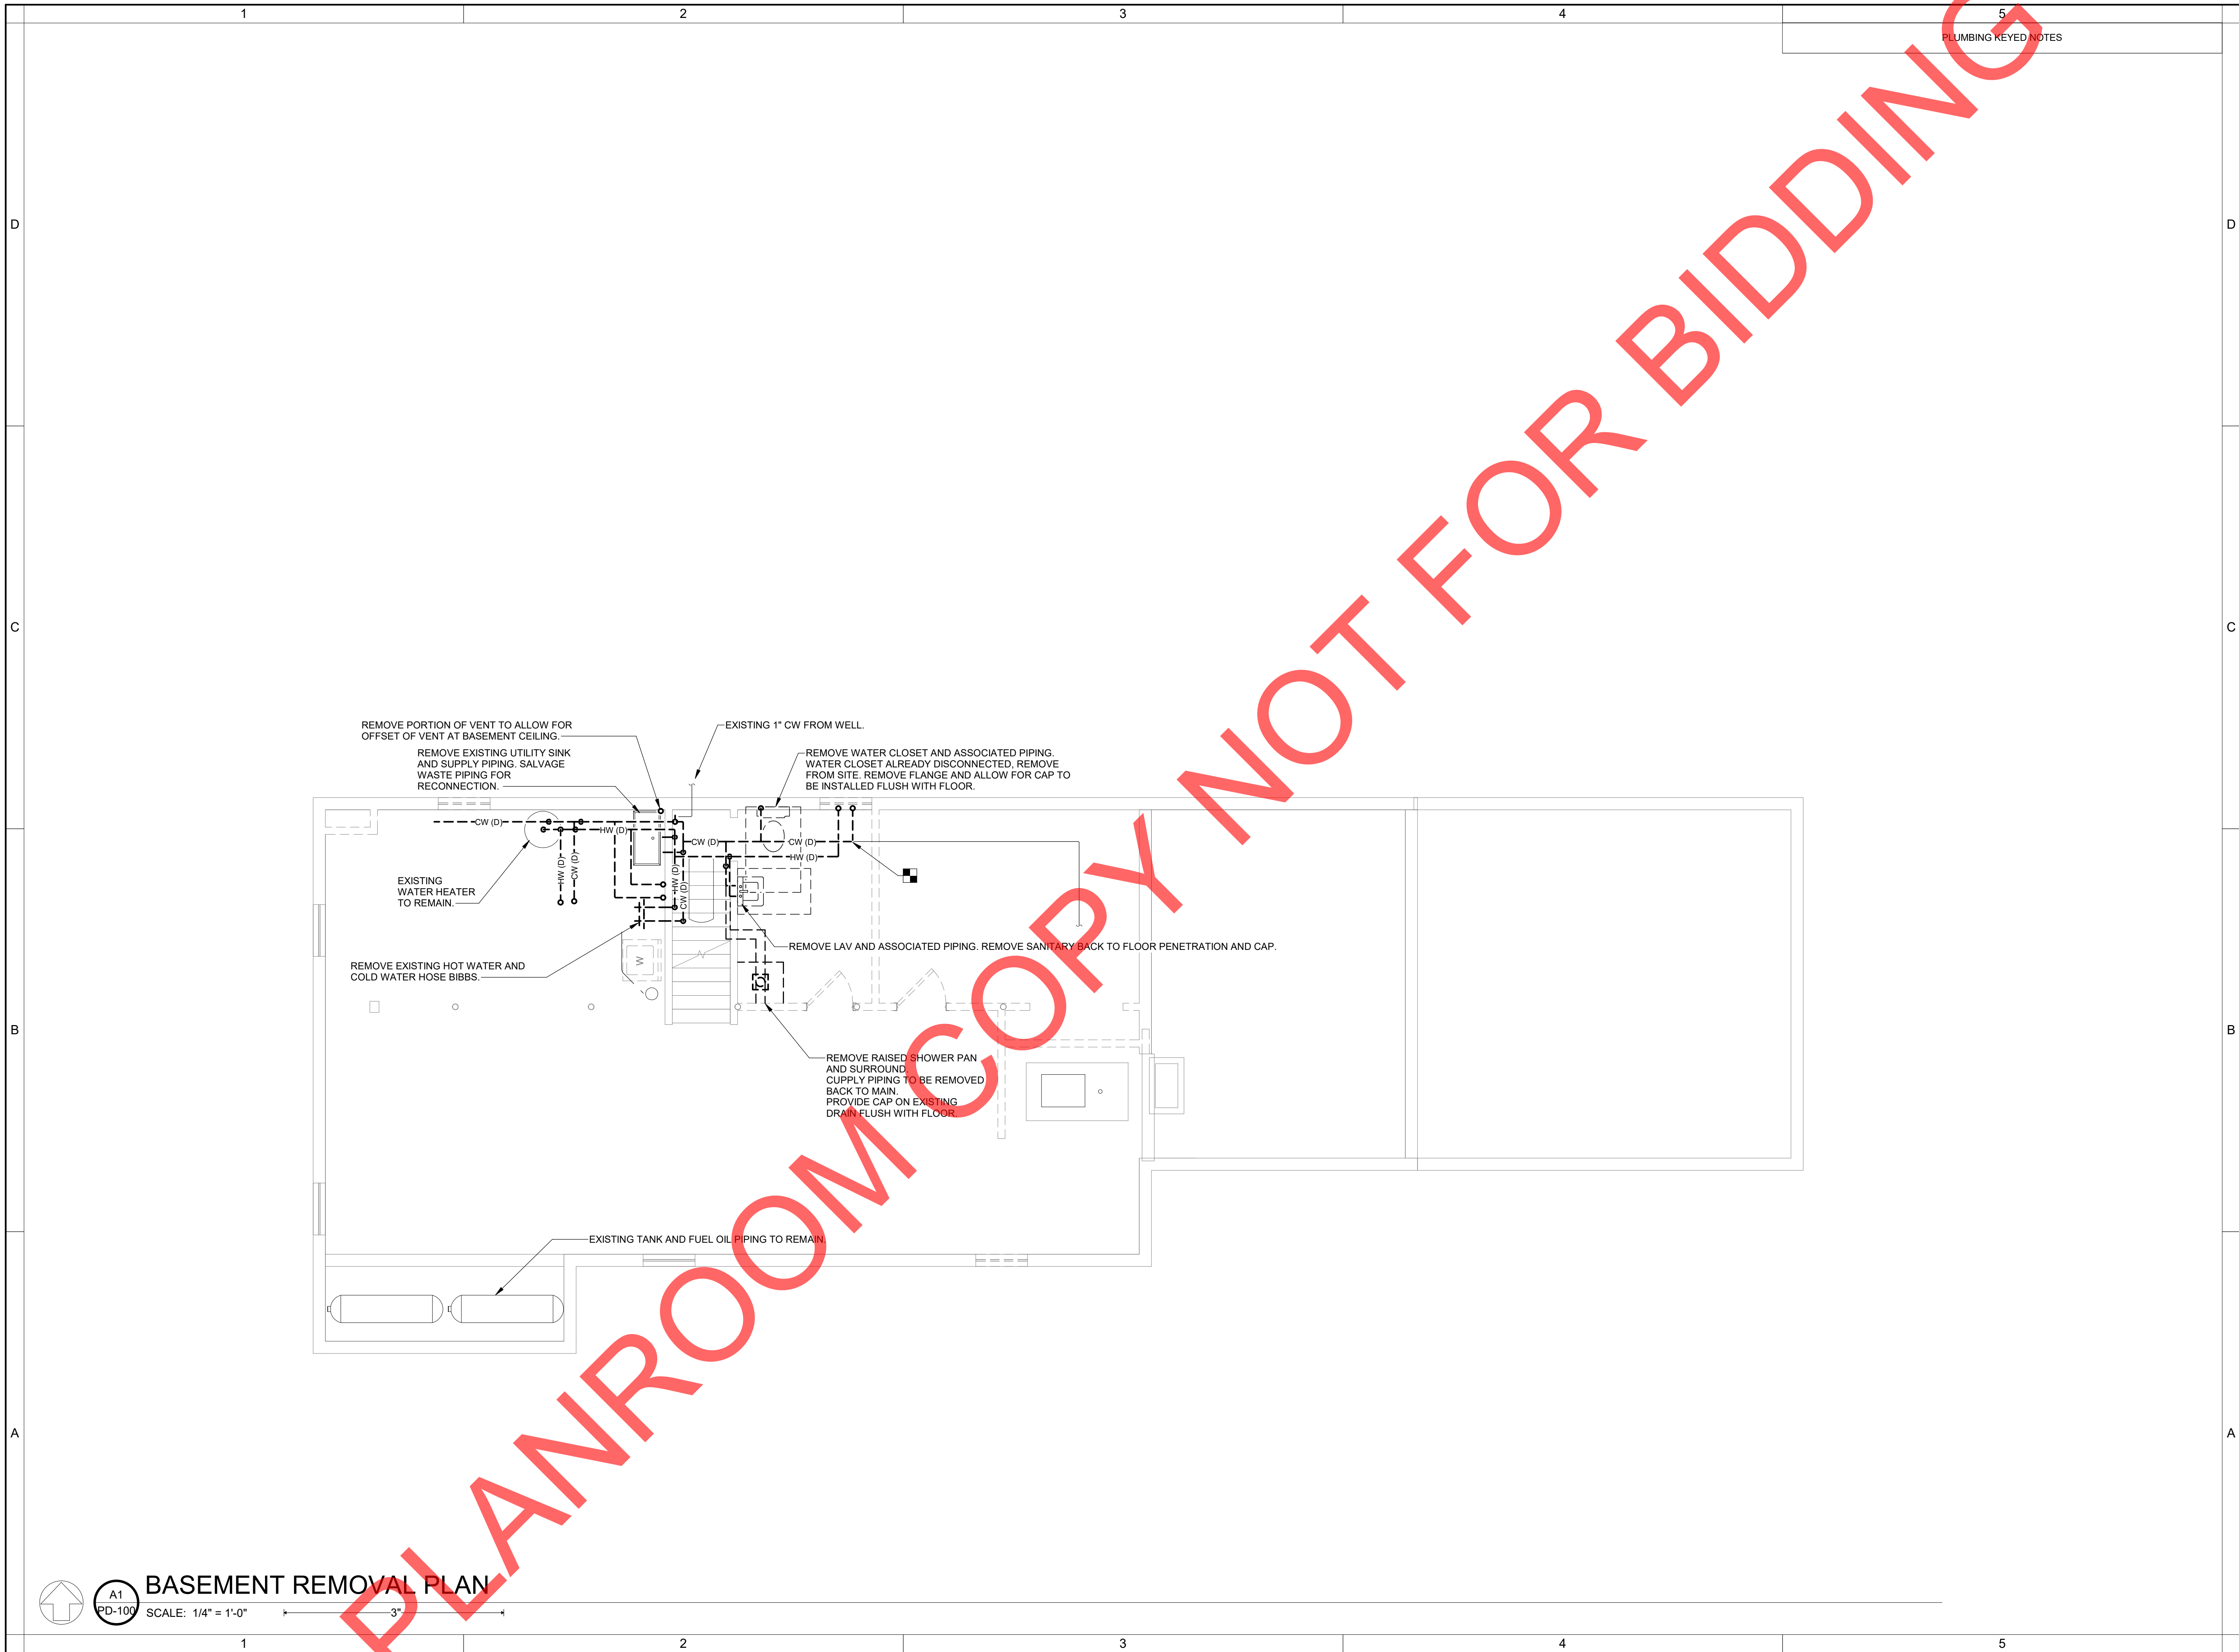 1 2 3 4 5
PLUMBING KEYED NOTES
D D
C C
REMOVE PORTION OF VENT TO ALLOW FOR
OFFSET OF VENT AT BASEMENT CEILING.
EXISTING 1" CW FROM WELL.
REMOVE EXISTING UTILITY SINK
AND SUPPLY PIPING. SALVAGE
WASTE PIPING FOR
RECONNECTION.
REMOVE WATER CLOSET AND ASSOCIATED PIPING.
WATER CLOSET ALREADY DISCONNECTED, REMOVE
FROM SITE. REMOVE FLANGE AND ALLOW FOR CAP TO
BE INSTALLED FLUSH WITH FLOOR.
CW (D)
HW (D)
CW (D)
CW (D)
HW (D)
HW (D)
CW (D)
HW (D)
CW (D)
EXISTING
WATER HEATER
TO REMAIN.
REMOVE LAV AND ASSOCIATED PIPING. REMOVE SANITARY BACK TO FLOOR PENETRATION AND CAP.
W
REMOVE EXISTING HOT WATER AND
COLD WATER HOSE BIBBS.
B B
REMOVE RAISED SHOWER PAN
AND SURROUND.
CUPPLY PIPING TO BE REMOVED
BACK TO MAIN.
PROVIDE CAP ON EXISTING
DRAIN FLUSH WITH FLOOR.
EXISTING TANK AND FUEL OIL PIPING TO REMAIN.
A A
A1
PD-100
BASEMENT REMOVAL PLAN
SCALE: 1/4" = 1'-0"
3"
1 2 3 4 5
PLANROOM COPY NOT FOR BIDDING